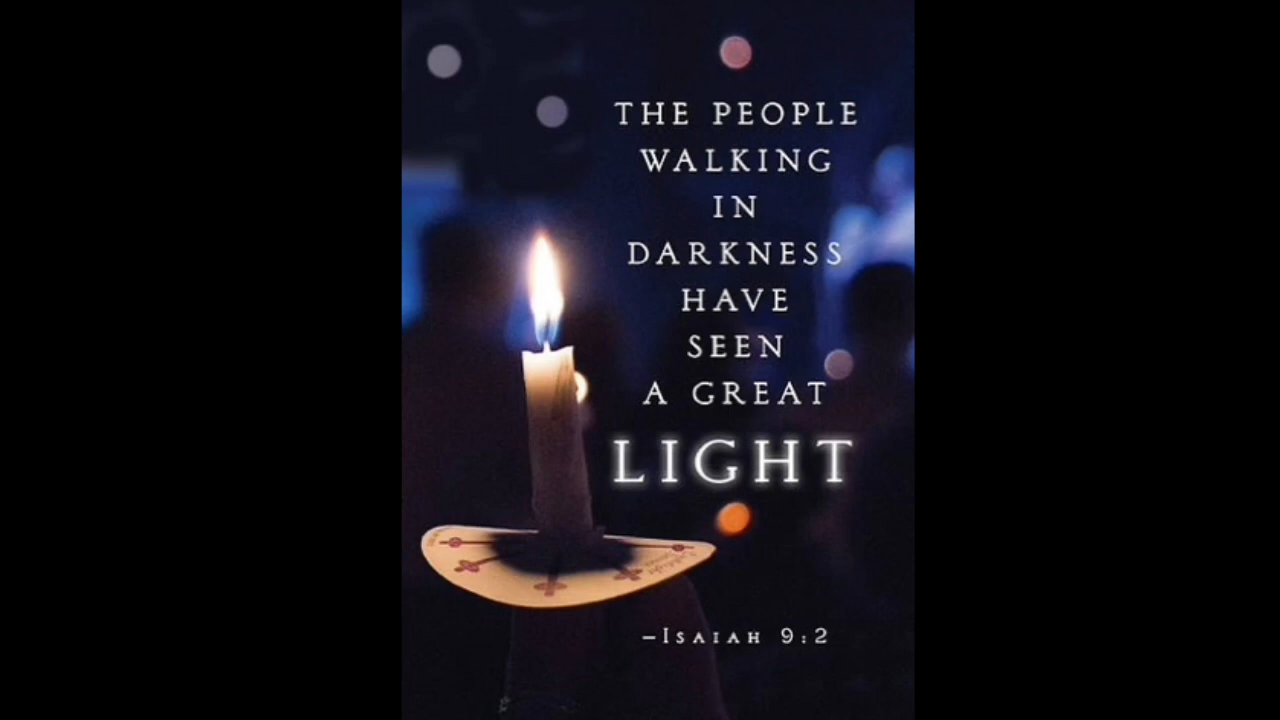 THE PEOPLE
WALKING
IN
DARKNESS
HAVE
SEEN
A GREAT
LIGHT
–ISAIAH 9:2